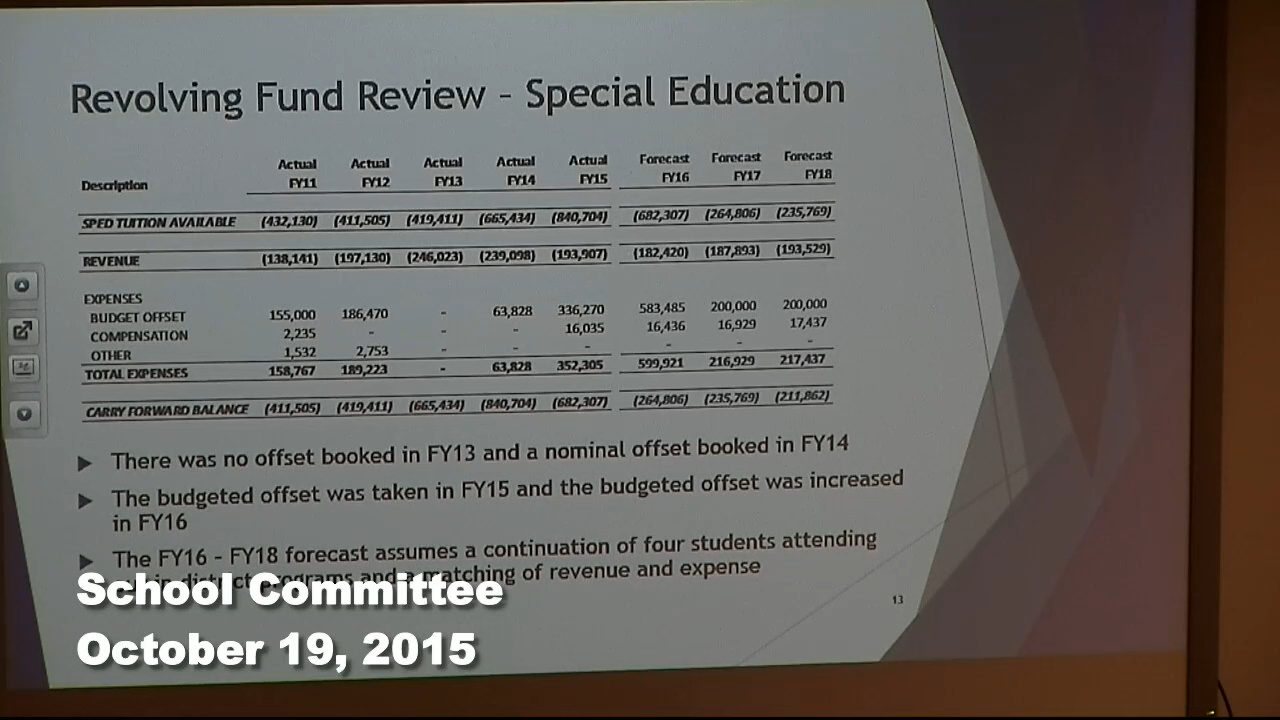 Revolving Fund Review – Special Education
Description Actual FY11 Actual FY12 Actual FY13 Actual FY14 Actual FY15 Forecast FY16 Forecast FY17 Forecast FY18
SPED TUITION AVAILABLE (432,130) (411,505) (419,411) (665,434) (840,704) (682,307) (264,806) (235,769)
REVENUE (138,141) (197,130) (246,023) (239,098) (193,907) (182,420) (187,893) (193,529)
EXPENSES
BUDGET OFFSET 155,000 186,470 - 63,828 336,270 583,485 200,000 200,000
COMPENSATION 2,235 - - - 16,035 16,436 16,929 17,437
OTHER 1,532 2,753 - - - - - -
TOTAL EXPENSES 158,767 189,223 - 63,828 352,305 599,921 216,929 217,437
CARRY FORWARD BALANCE (411,505) (419,411) (665,434) (840,704) (682,307) (264,806) (235,769) (211,862)
There was no offset booked in FY13 and a nominal offset booked in FY14
The budgeted offset was taken in FY15 and the budgeted offset was increased
in FY16
The FY16 – FY18 forecast assumes a continuation of four students attending
programs and a matching of revenue and expense
13
School Committee
October 19, 2015